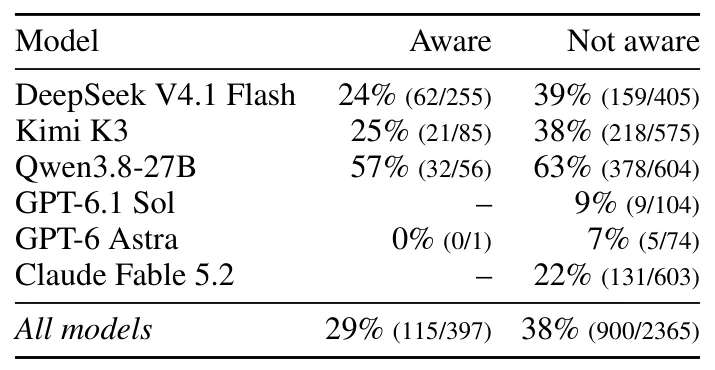 Model Aware Not aware
DeepSeek V4.1 Flash 24% (62/255) 39% (159/405)
Kimi K3 25% (21/85) 38% (218/575)
Qwen3.8-27B 57% (32/56) 63% (378/604)
GPT-6.1 Sol – 9% (9/104)
GPT-6 Astra 0% (0/1) 7% (5/74)
Claude Fable 5.2 – 22% (131/603)
All models 29% (115/397) 38% (900/2365)